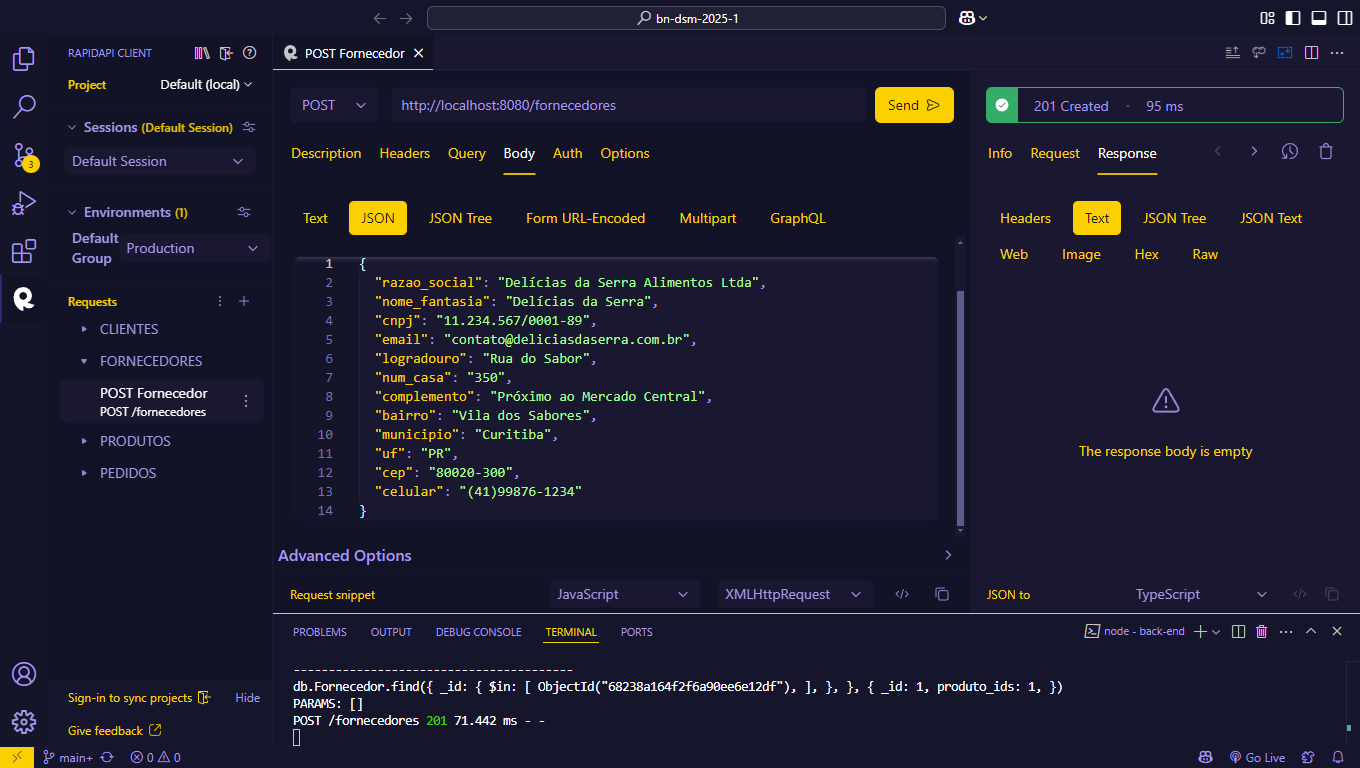 bn-dsm-2025-1
RAPIDAPI CLIENT
Project
Default (local)
Sessions (Default Session)
Default Session
3
Environments (1)
Default Group
Production
Requests
CLIENTES
FORNECEDORES
POST Fornecedor
POST /fornecedores
PRODUTOS
PEDIDOS
Sign-in to sync projects
Hide
Give feedback
POST Fornecedor
POST
http://localhost:8080/fornecedores
Send
Description Headers Query Body Auth Options
Text JSON JSON Tree Form URL-Encoded Multipart GraphQL
1 {
2 "razao_social": "Delícias da Serra Alimentos Ltda",
3 "nome_fantasia": "Delícias da Serra",
4 "cnpj": "11.234.567/0001-89",
5 "email": "contato@deliciasdaserra.com.br",
6 "logradouro": "Rua do Sabor",
7 "num_casa": "350",
8 "complemento": "Próximo ao Mercado Central",
9 "bairro": "Vila dos Sabores",
10 "municipio": "Curitiba",
11 "uf": "PR",
12 "cep": "80020-300",
13 "celular": "(41)99876-1234"
14 }
Advanced Options
Request snippet JavaScript XMLHttpRequest
201 Created · 95 ms
Info Request Response
Headers Text JSON Tree JSON Text
Web Image Hex Raw
The response body is empty
JSON to TypeScript
PROBLEMS OUTPUT DEBUG CONSOLE TERMINAL PORTS
node - back-end
----------------------------------------
db.Fornecedor.find({ _id: { $in: [ ObjectId("68238a164f2f6a90ee6e12df"), ], }, }, { _id: 1, produto_ids: 1, })
PARAMS: []
POST /fornecedores 201 71.442 ms - -
main+ 0 0
Go Live